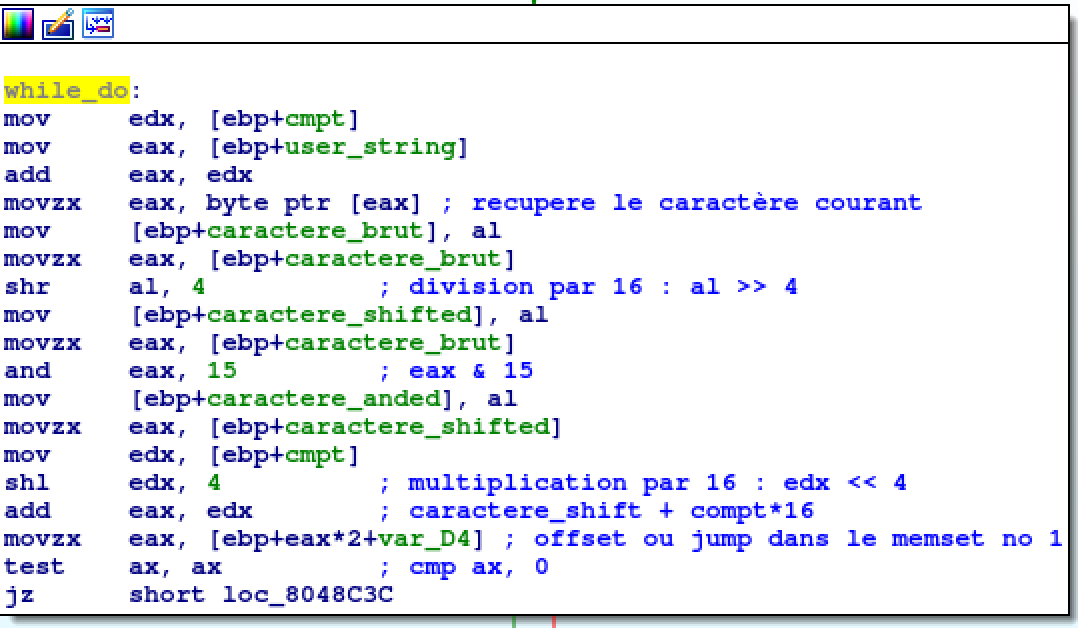 while_do:
mov edx, [ebp+cmpt]
mov eax, [ebp+user_string]
add eax, edx
movzx eax, byte ptr [eax] ; recupere le caractère courant
mov [ebp+caractere_brut], al
movzx eax, [ebp+caractere_brut]
shr al, 4 ; division par 16 : al >> 4
mov [ebp+caractere_shifted], al
movzx eax, [ebp+caractere_brut]
and eax, 15 ; eax & 15
mov [ebp+caractere_anded], al
movzx eax, [ebp+caractere_shifted]
mov edx, [ebp+cmpt]
shl edx, 4 ; multiplication par 16 : edx << 4
add eax, edx ; caractere_shift + compt*16
movzx eax, [ebp+eax*2+var_D4] ; offset ou jump dans le memset no 1
test ax, ax ; cmp ax, 0
jz short loc_8048C3C